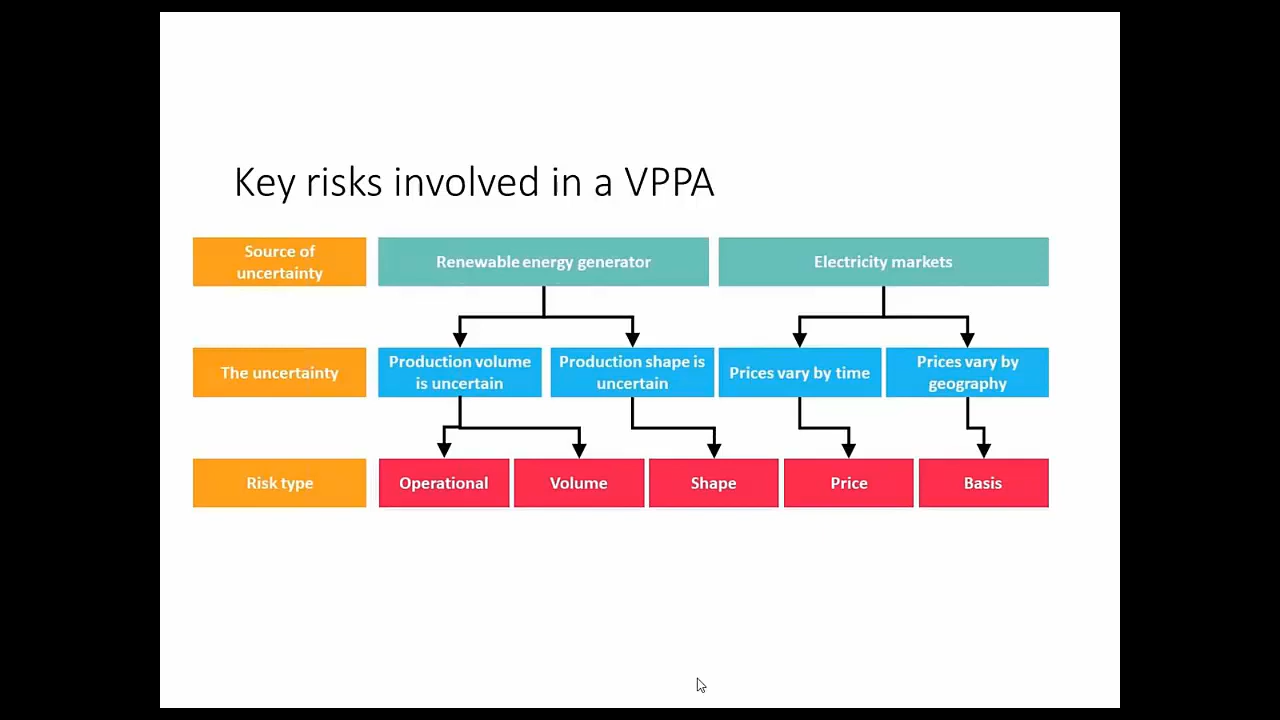 Key risks involved in a VPPA
Source of
uncertainty
Renewable energy generator
Electricity markets
The uncertainty
Production volume
is uncertain
Production shape is
uncertain
Prices vary by time
Prices vary by
geography
Risk type
Operational
Volume
Shape
Price
Basis